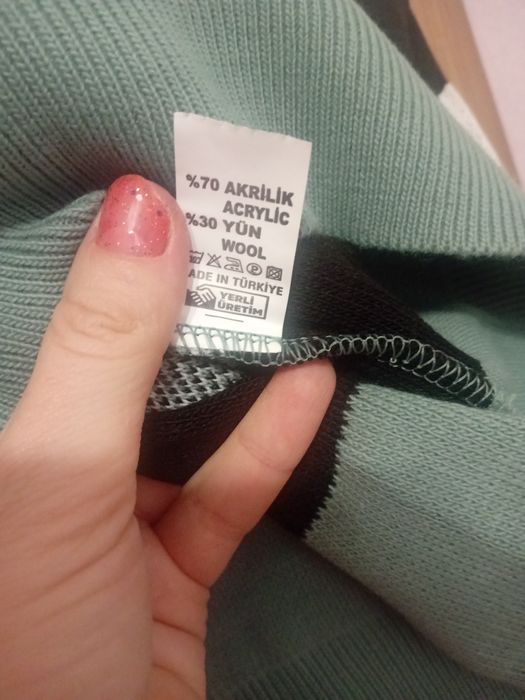 %70 AKRİLİK
ACRYLIC
%30 YÜN
WOOL
ADE IN TÜRKİYE
YERLİ
ÜRETİM